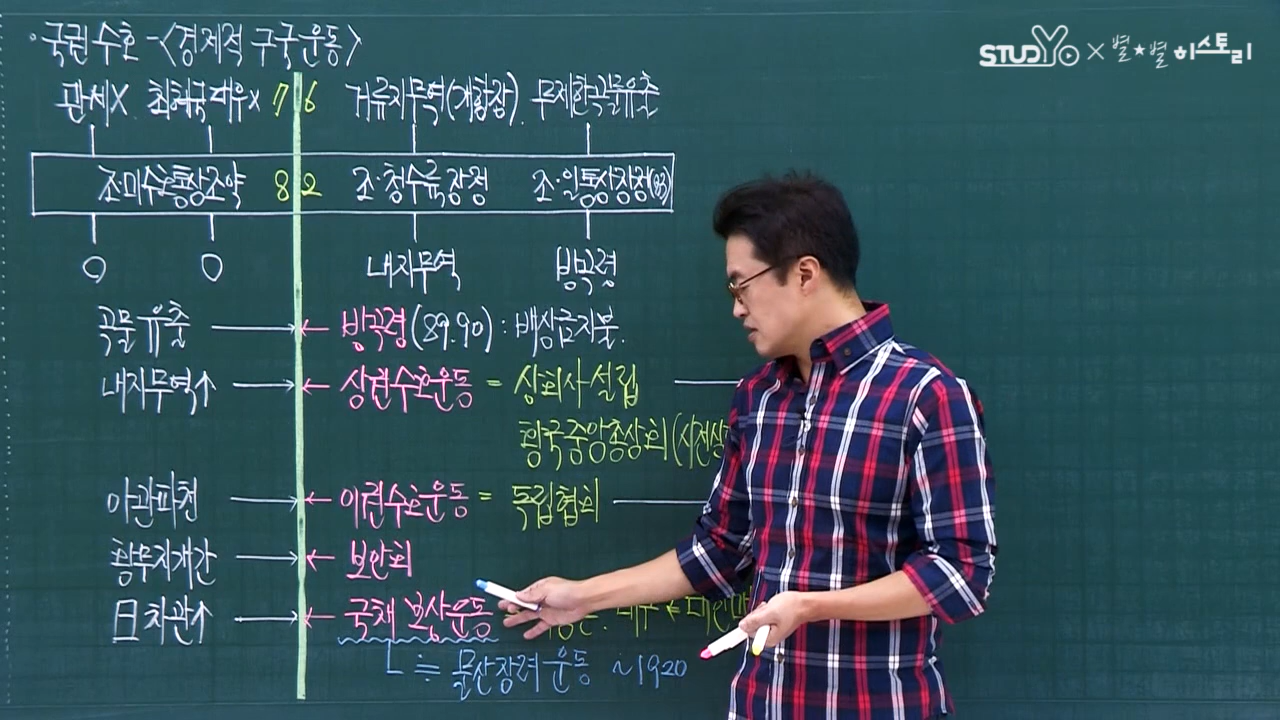 · 국권 수호 - <경제적 구국운동>
STUDYo × 별★별 히스토리
관세X 최혜국대우x 76 거류지무역(개항장). 무제한곡물유출
조·미수호통상조약 82 조·청수륙장정 조·일통상장정(83)
O O 내지무역 방곡령
곡물유출 → ← 방곡령(89.90) : 배상금지불.
내지무역↑ → ← 상권수호운동 = 상회사 설립
황국중앙총상회(시전상
아관파천 → ← 이권수호운동 = 독립협회
황무지개간 → ← 보안회
日차관↑ → ← 국채 보상운동
ㄴ ≒ 물산장려 운동 ~1920